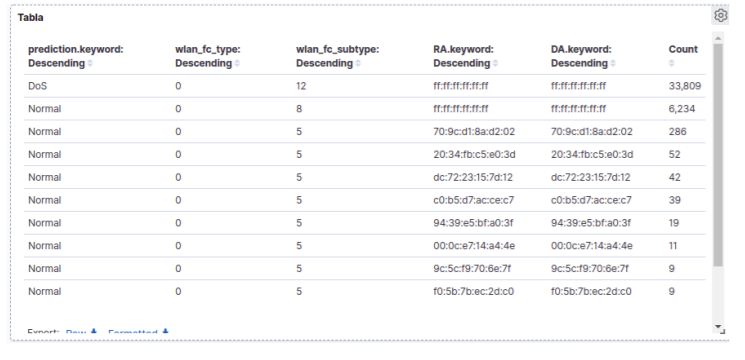 Tabla
prediction.keyword: Descending wlan_fc_type: Descending wlan_fc_subtype: Descending RA.keyword: Descending DA.keyword: Descending Count
DoS 0 12 ff:ff:ff:ff:ff:ff ff:ff:ff:ff:ff:ff 33,809
Normal 0 8 ff:ff:ff:ff:ff:ff ff:ff:ff:ff:ff:ff 6,234
Normal 0 5 70:9c:d1:8a:d2:02 70:9c:d1:8a:d2:02 286
Normal 0 5 20:34:fb:c5:e0:3d 20:34:fb:c5:e0:3d 52
Normal 0 5 dc:72:23:15:7d:12 dc:72:23:15:7d:12 42
Normal 0 5 c0:b5:d7:ac:ce:c7 c0:b5:d7:ac:ce:c7 39
Normal 0 5 94:39:e5:bf:a0:3f 94:39:e5:bf:a0:3f 19
Normal 0 5 00:0c:e7:14:a4:4e 00:0c:e7:14:a4:4e 11
Normal 0 5 9c:5c:f9:70:6e:7f 9c:5c:f9:70:6e:7f 9
Normal 0 5 f0:5b:7b:ec:2d:c0 f0:5b:7b:ec:2d:c0 9
Export: Raw Formatted